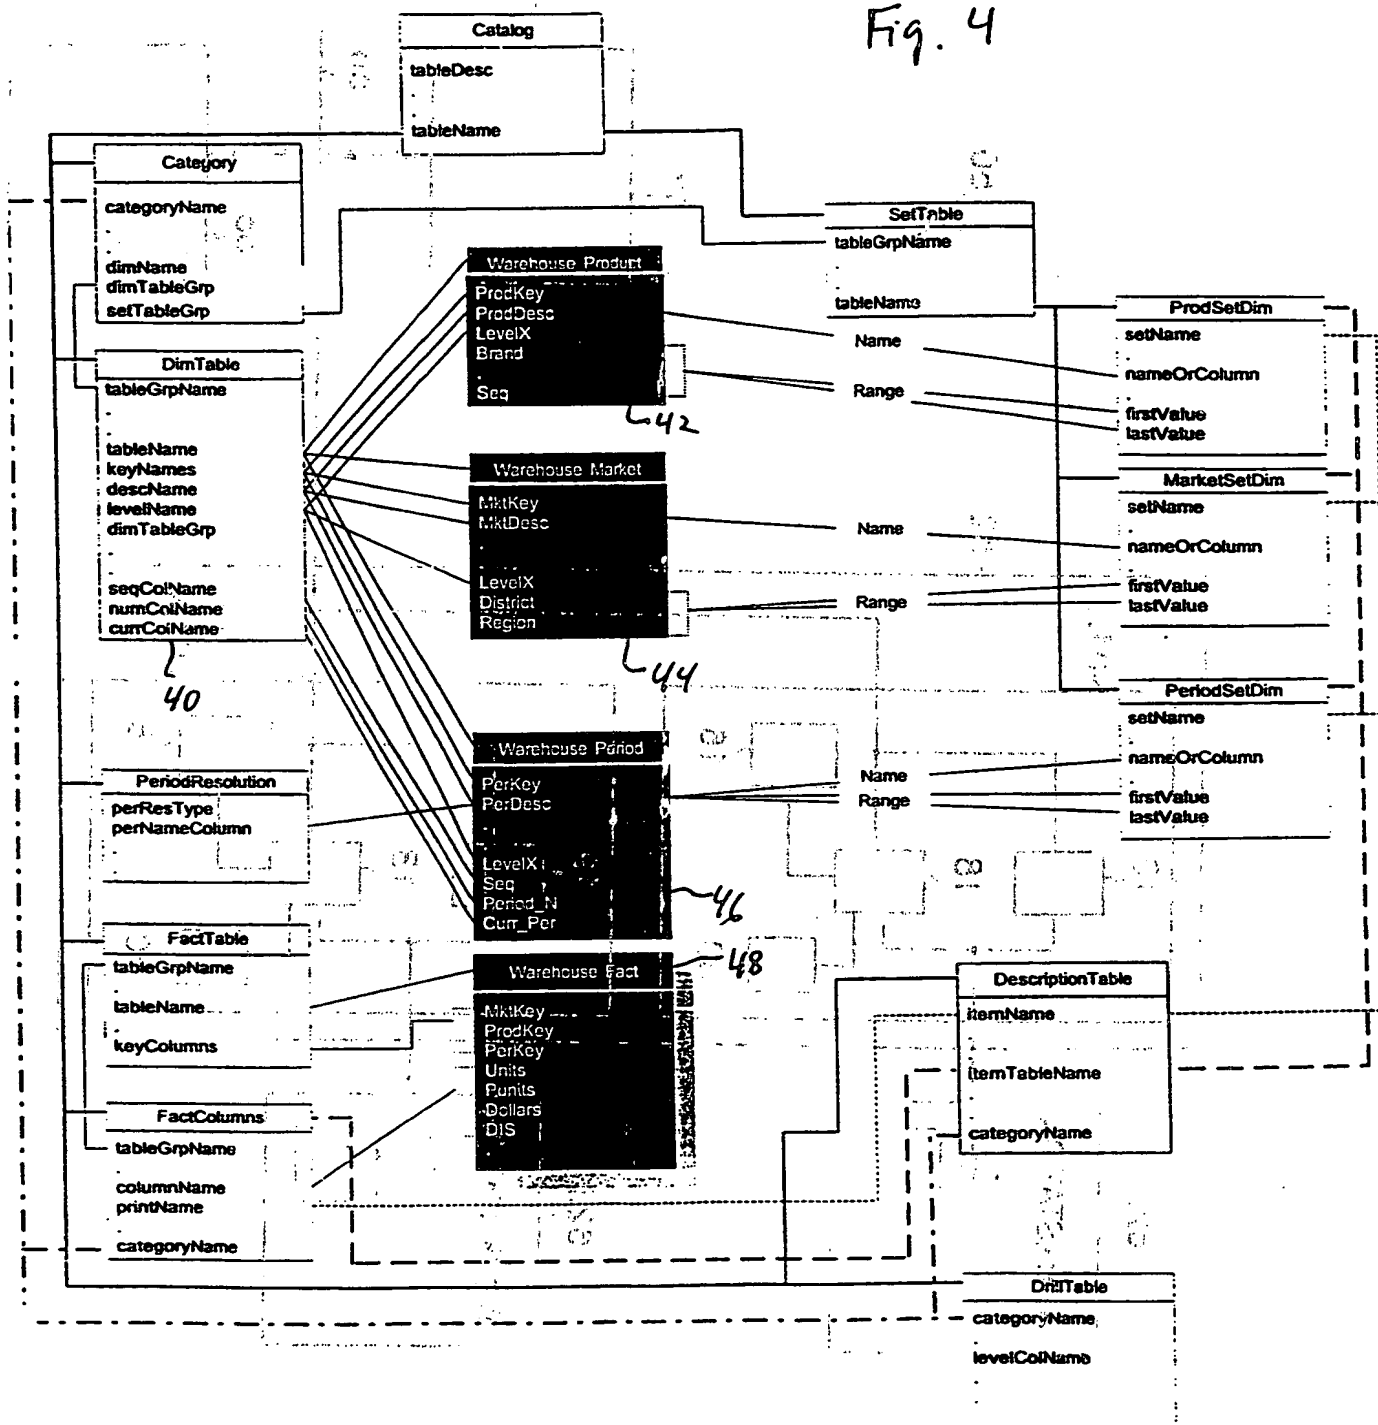 Fig. 4
Catalog
tableDesc
tableName
Category
categoryName
dimName
dimTableGrp
setTableGrp
DimTable
tableGrpName
tableName
keyNames
descName
levelName
dimTableGrp
seqColName
numColName
currColName
40
PeriodResolution
perResType
perNameColumn
FactTable
tableGrpName
tableName
keyColumns
FactColumns
tableGrpName
columnName
printName
categoryName
Warehouse Product
ProdKey
ProdDesc
LevelX
Brand
Seq
42
Warehouse Market
MktKey
MktDesc
LevelX
District
Region
44
Warehouse Period
PerKey
PerDesc
LevelX
Seq
Period_N
Curr_Per
46
Warehouse Fact
48
MktKey
ProdKey
PerKey
Units
Punits
Dollars
DIS
Name
Range
Name
Range
Name
Range
SetTable
tableGrpName
tableName
ProdSetDim
setName
nameOrColumn
firstValue
lastValue
MarketSetDim
setName
nameOrColumn
firstValue
lastValue
PeriodSetDim
setName
nameOrColumn
firstValue
lastValue
DescriptionTable
itemName
itemTableName
categoryName
DrillTable
categoryName
levelColName